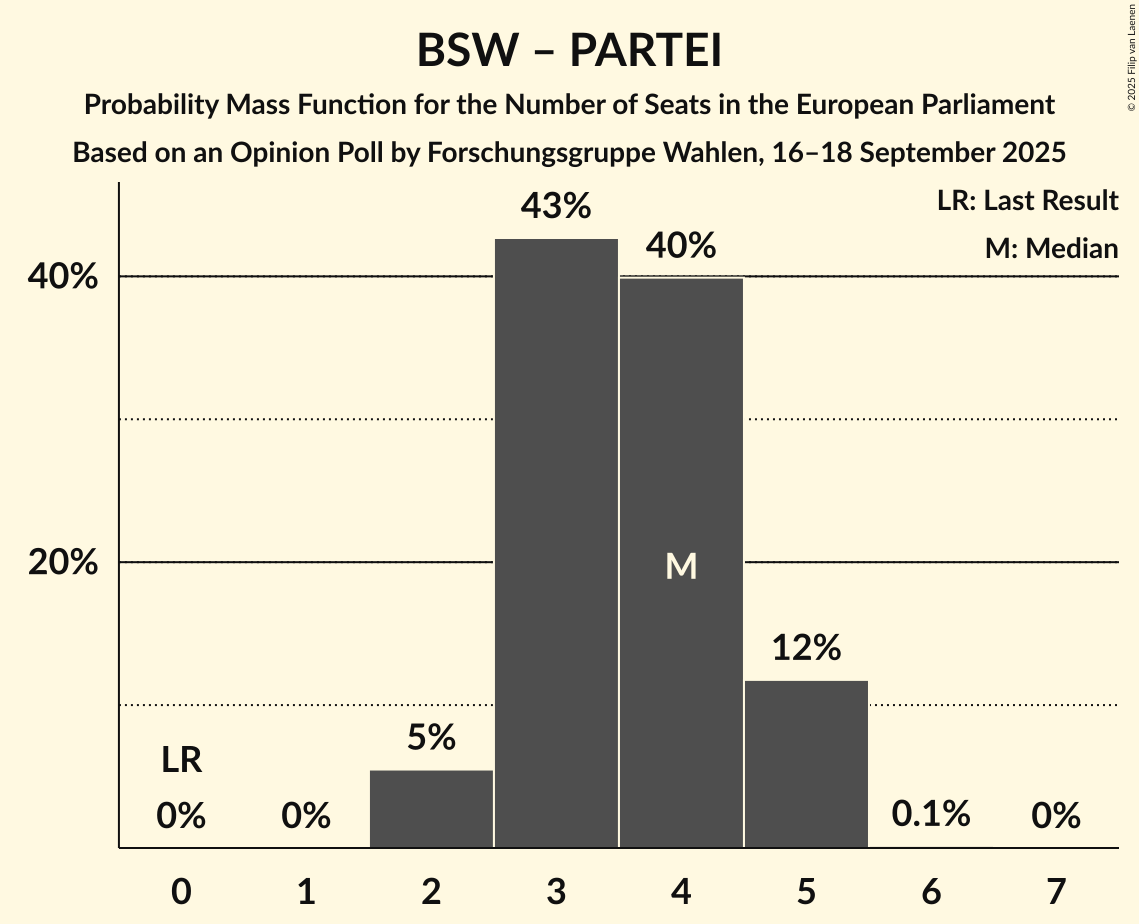 BSW – PARTEI
Probability Mass Function for the Number of Seats in the European Parliament
Based on an Opinion Poll by Forschungsgruppe Wahlen, 16–18 September 2025
© 2025 Filip van Laenen
LR: Last Result
M: Median
43%
40%
40%
20%
M
12%
5%
LR
0%
0%
0.1%
0%
0 1 2 3 4 5 6 7